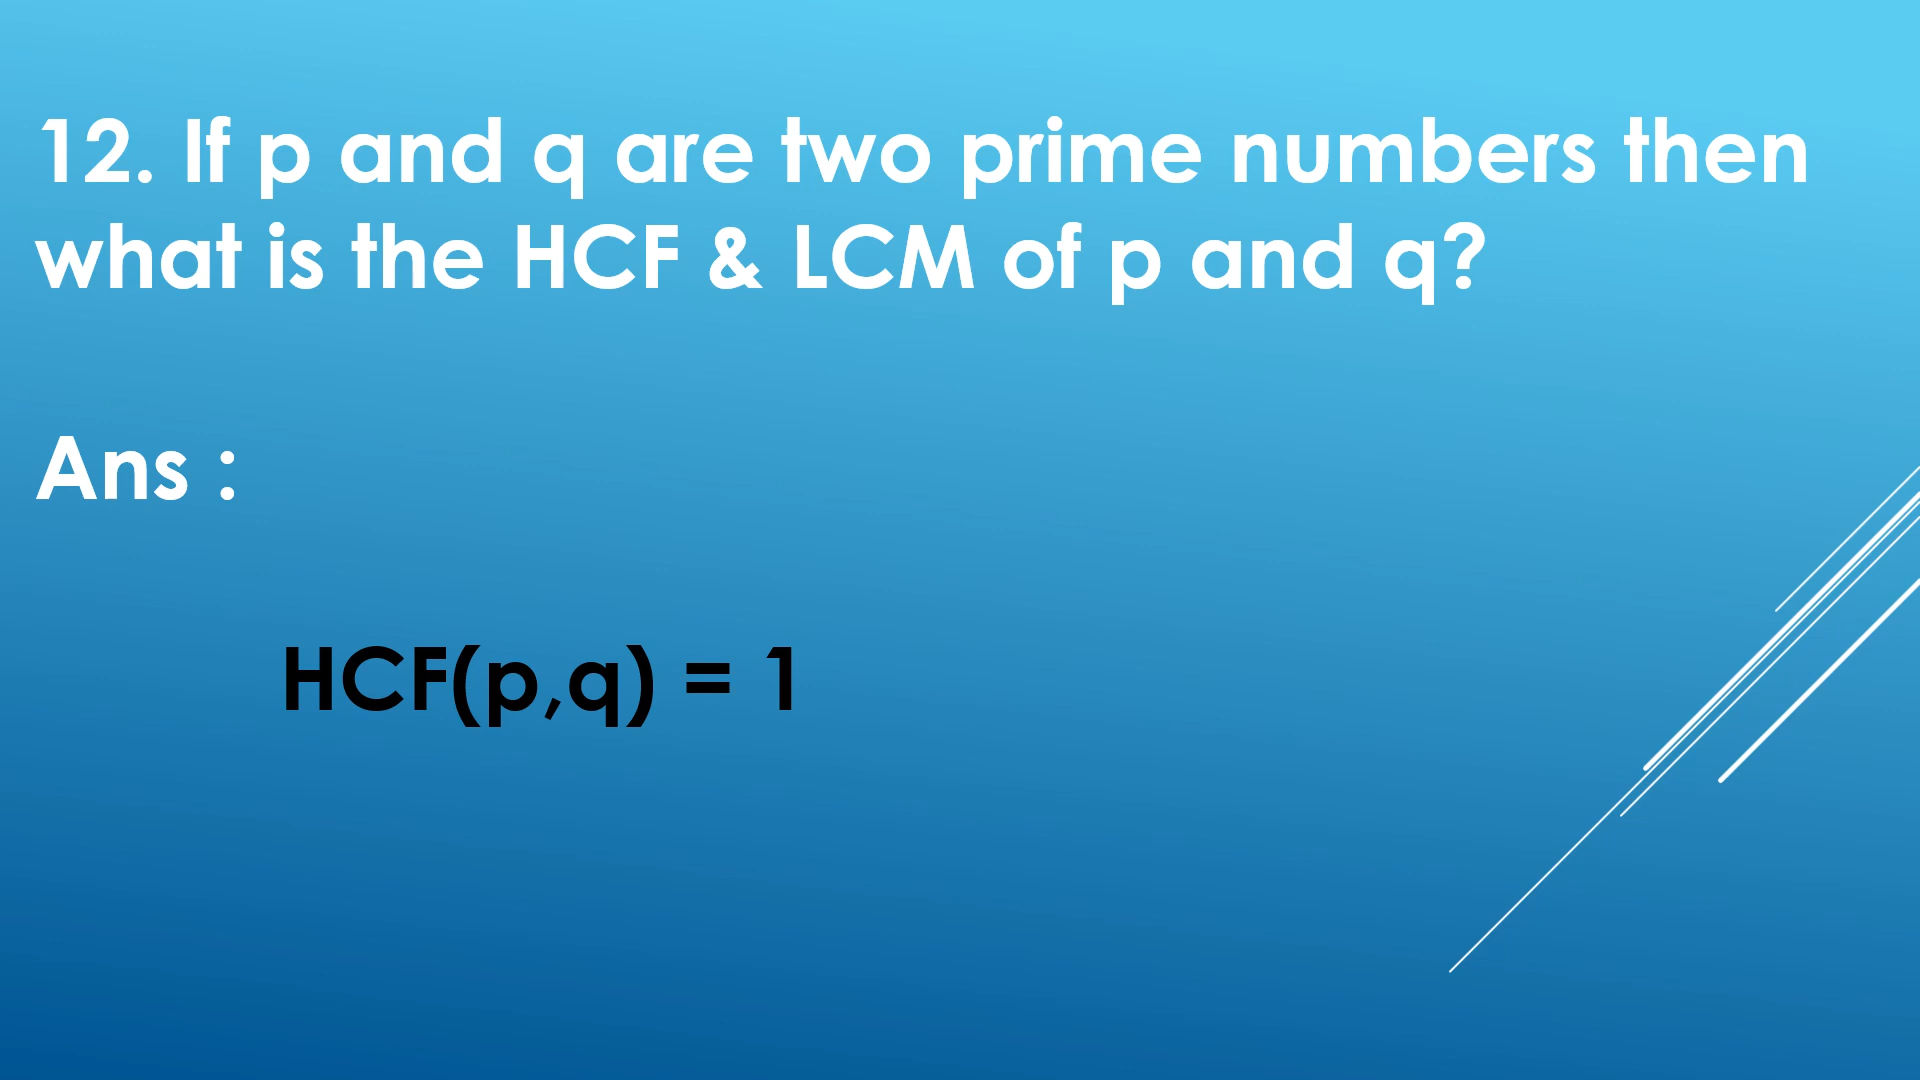 12. If p and q are two prime numbers then
what is the HCF & LCM of p and q?
Ans :
HCF(p,q) = 1